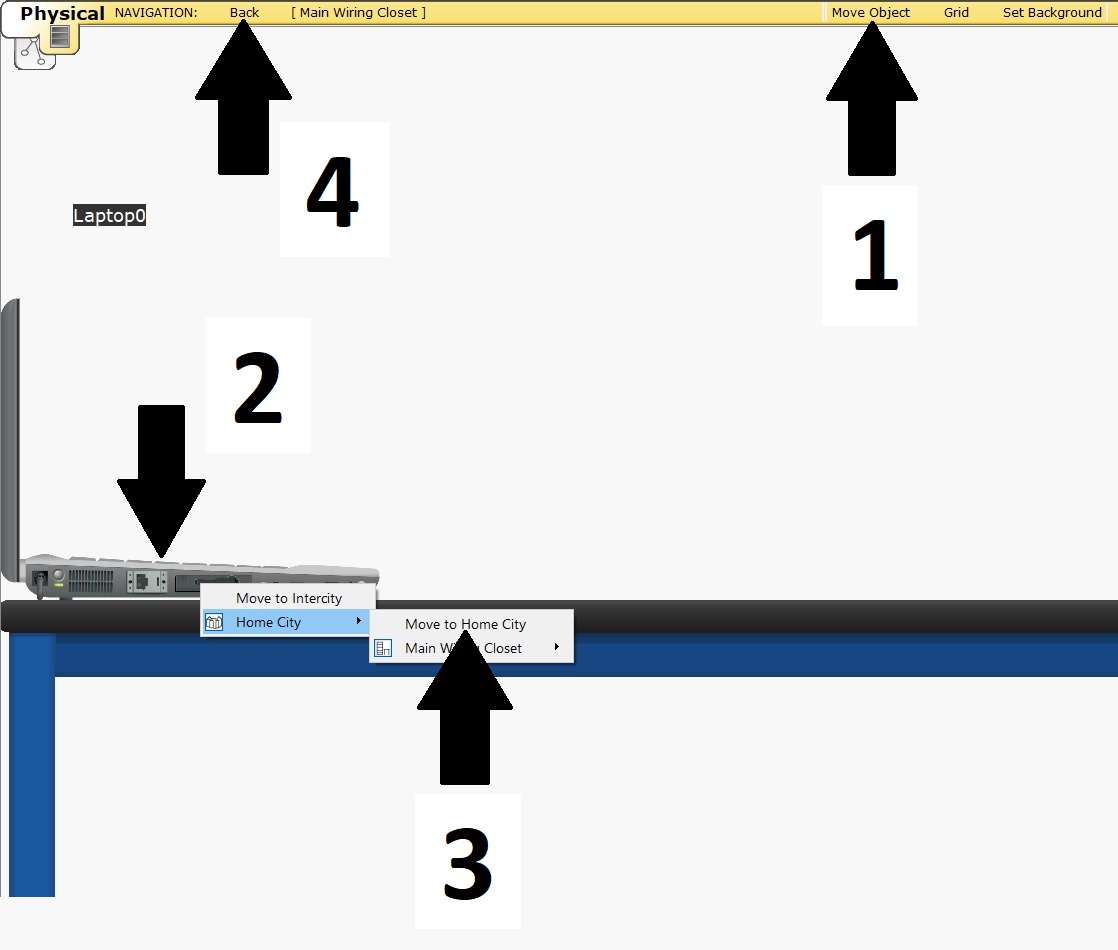 Physical NAVIGATION: Back [ Main Wiring Closet ] Move Object Grid Set Background
4
Laptop0
1
2
Move to Intercity
Home City
Move to Home City
Main W Closet
3